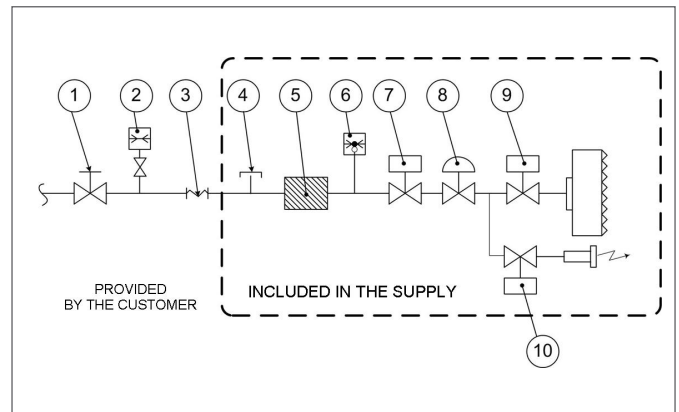 1 2 3 4 5 6 7 8 9
PROVIDED
BY THE CUSTOMER
INCLUDED IN THE SUPPLY
10